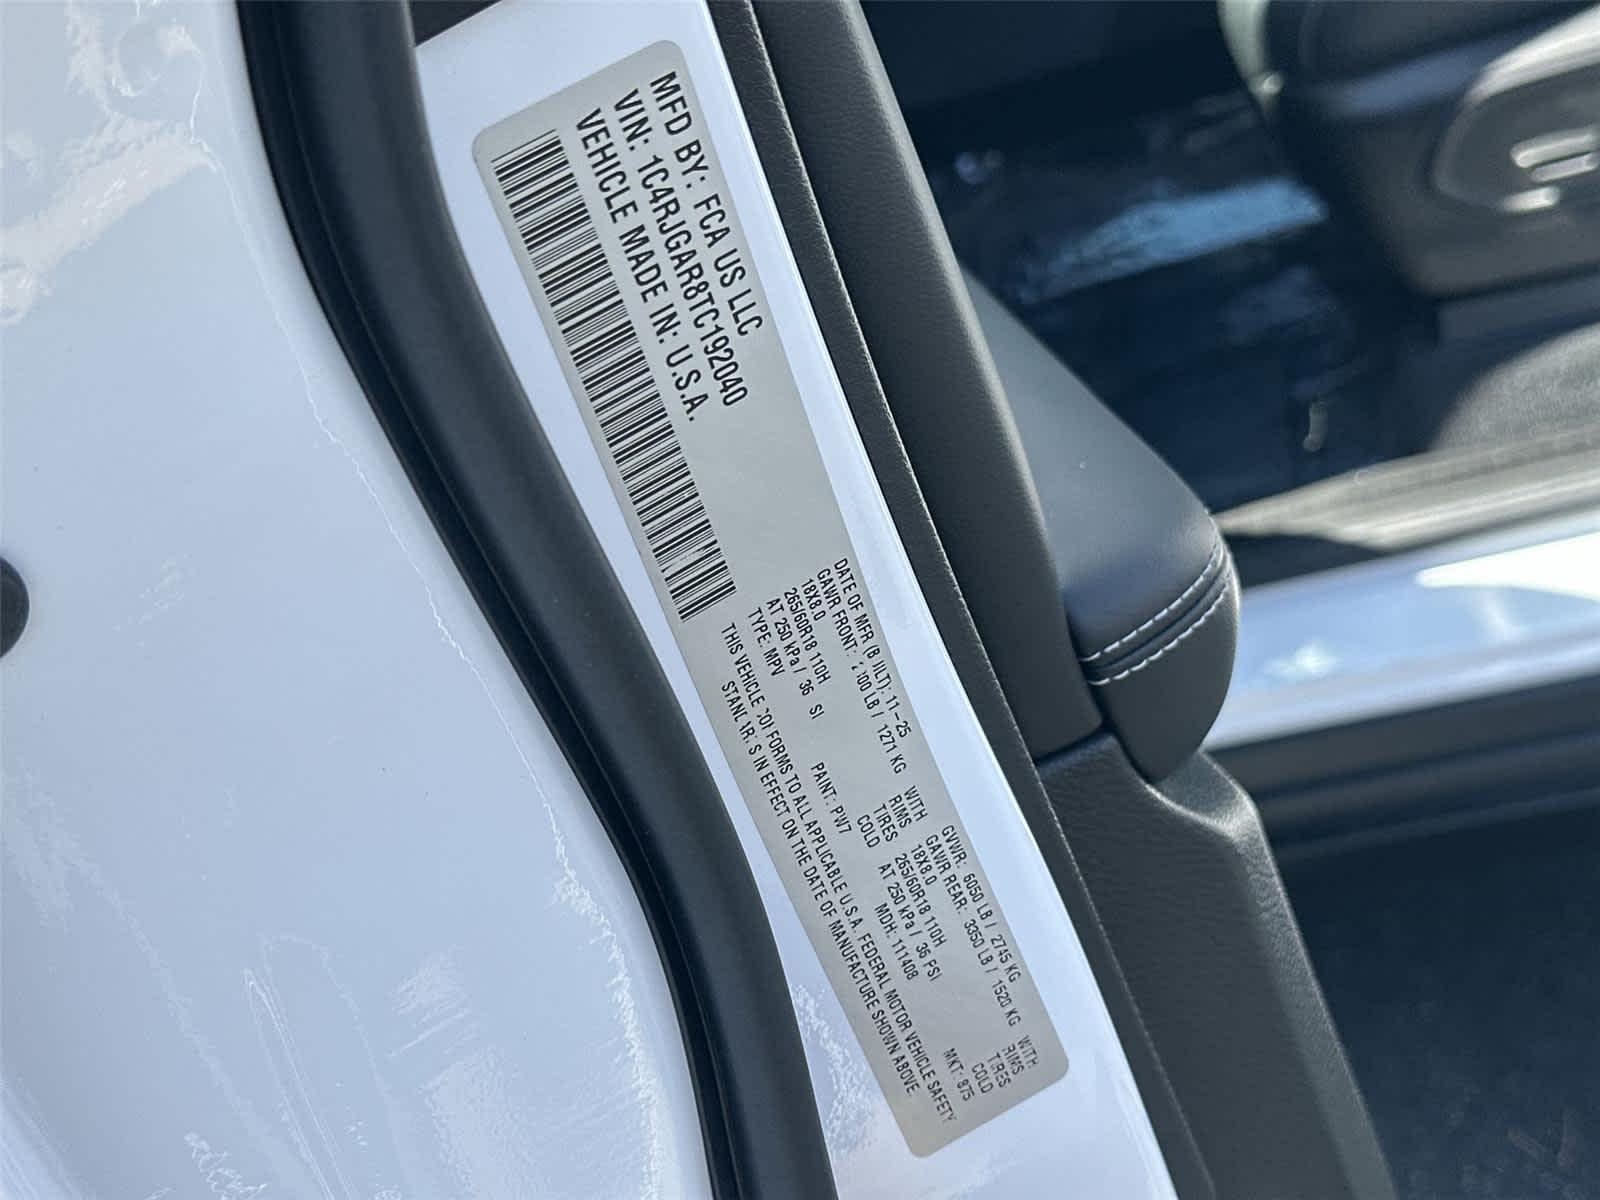 MFD BY: FCA US LLC
VIN: 1C4RJGAR8TC192040
VEHICLE MADE IN: U.S.A.
DATE OF MFR (B IILT): 11-25 GVWR: 6050 LB / 2745 KG
GAWR FRONT: 00 LB / 1271 KG WITH GAWR REAR: 3350 LB / 1520 KG WITH
18X8.0 RIMS 18X8.0 RIMS
265/60R18 110H TIRES 265/60R18 110H TIRES
AT 250 kPa / 36 SI COLD AT 250 kPa / 36 PSI COLD
TYPE: MPV PAINT: PW7 MDH: 111408 MKT: 875
THIS VEHICLE FORMS TO ALL APPLICABLE U.S.A. FEDERAL MOTOR VEHICLE SAFETY
IN EFFECT ON THE DATE OF MANUFACTURE SHOWN ABOVE.